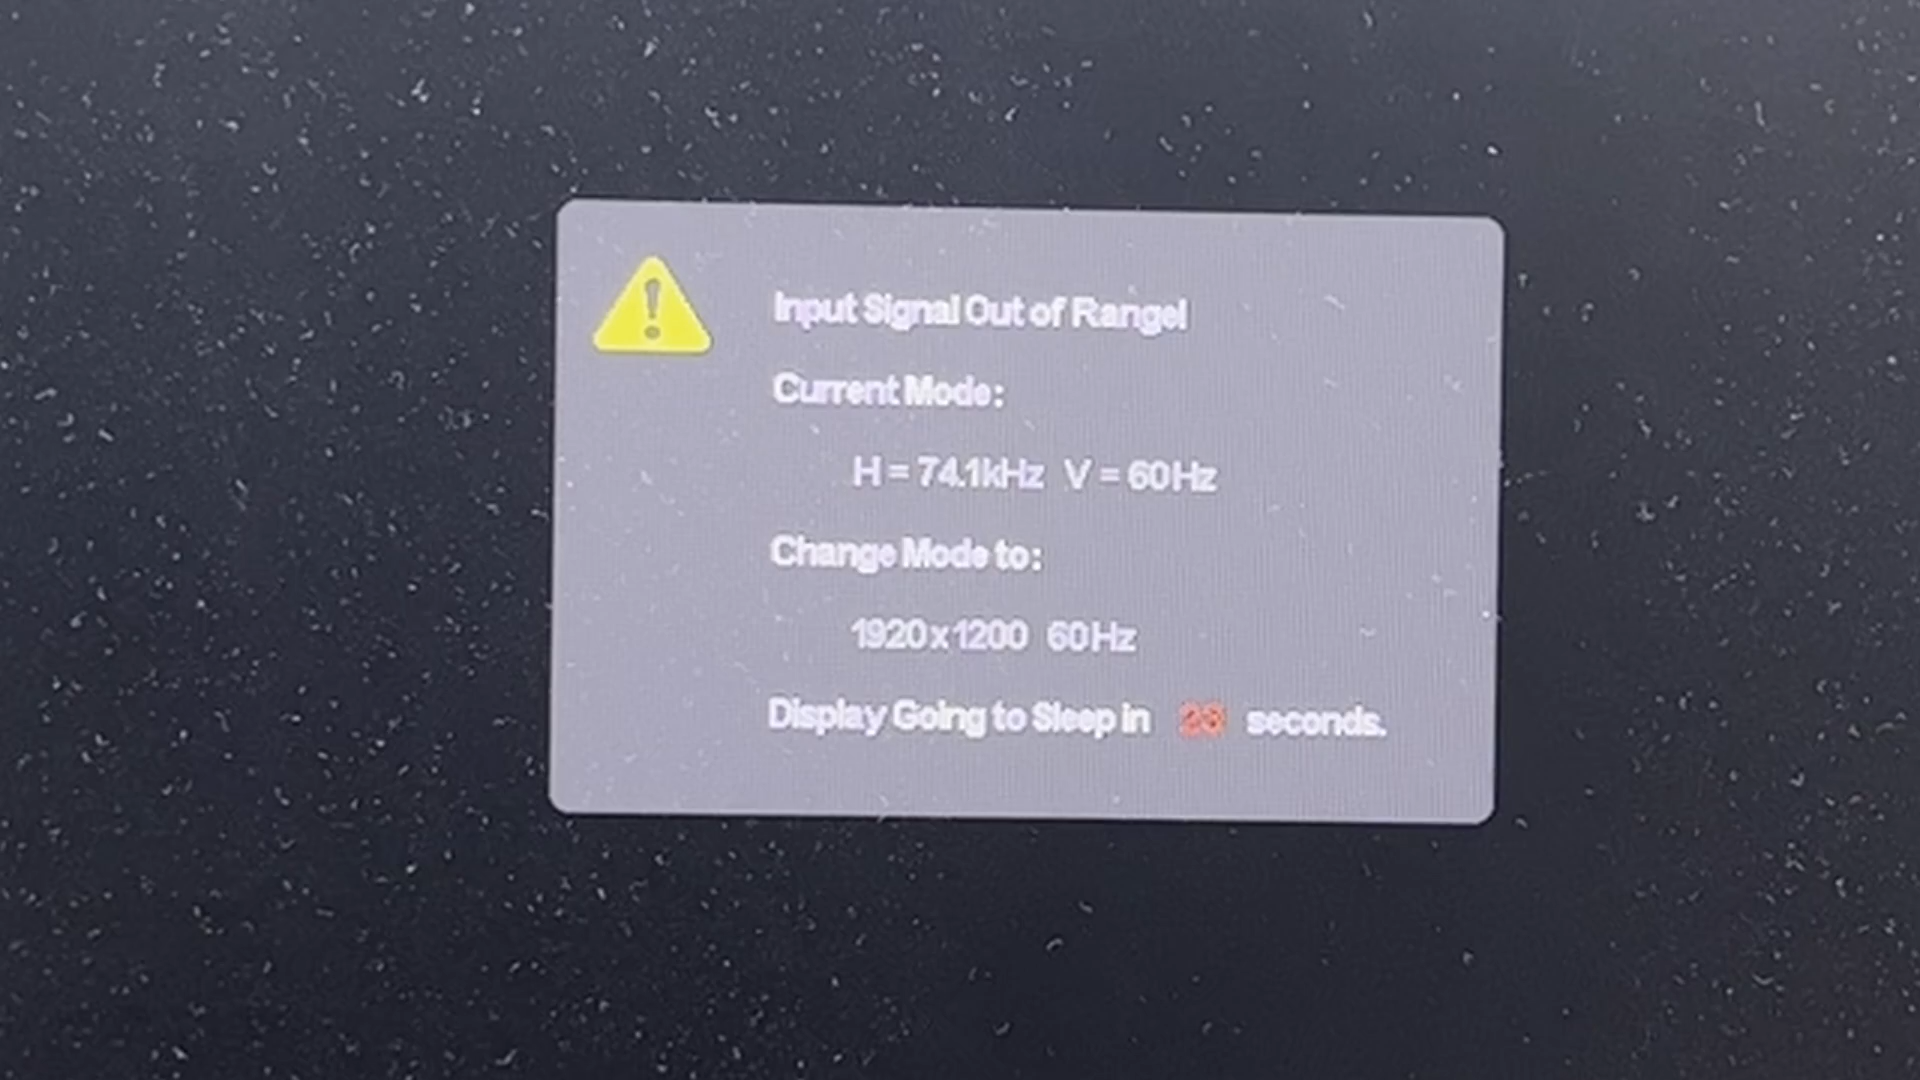 Input Signal Out of Range!
Current Mode:
H = 74.1kHz V = 60Hz
Change Mode to:
1920x1200 60Hz
Display Going to Sleep in seconds.